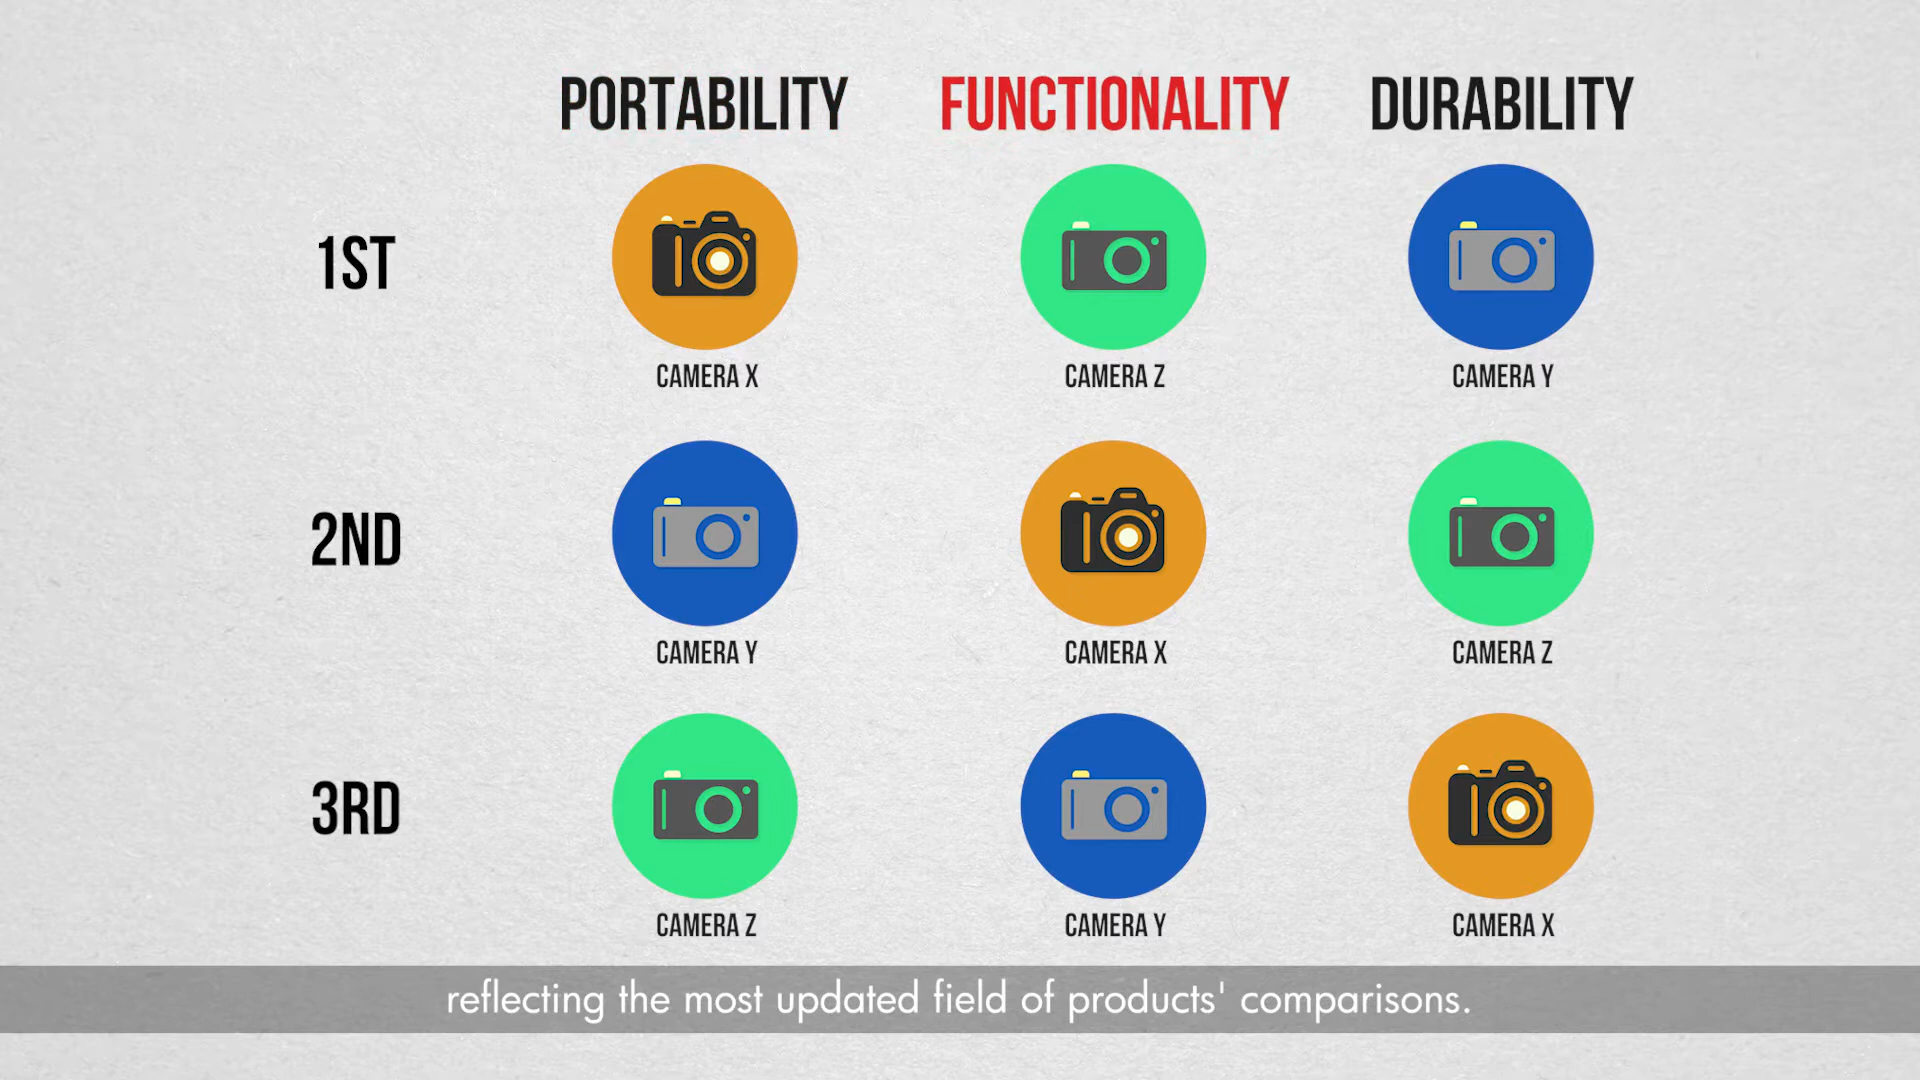 PORTABILITY FUNCTIONALITY DURABILITY
1ST
CAMERA X CAMERA Z CAMERA Y
2ND
CAMERA Y CAMERA X CAMERA Z
3RD
CAMERA Z CAMERA Y CAMERA X
reflecting the most updated field of products' comparisons.